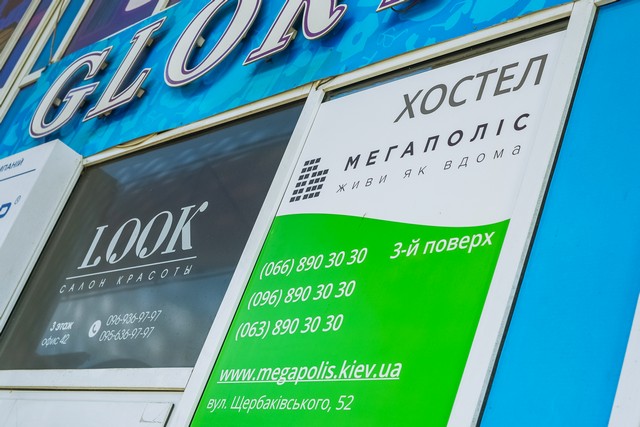 GLOR
LOOK
САЛОН КРАСОТЫ
3 этаж
офис 42
096-936-97-97
095-636-97-97
ХОСТЕЛ
МЕГАПОЛІС
живи як вдома
3-й поверх
(066) 890 30 30
(096) 890 30 30
(063) 890 30 30
www.megapolis.kiev.ua
вул. Щербаківського, 52